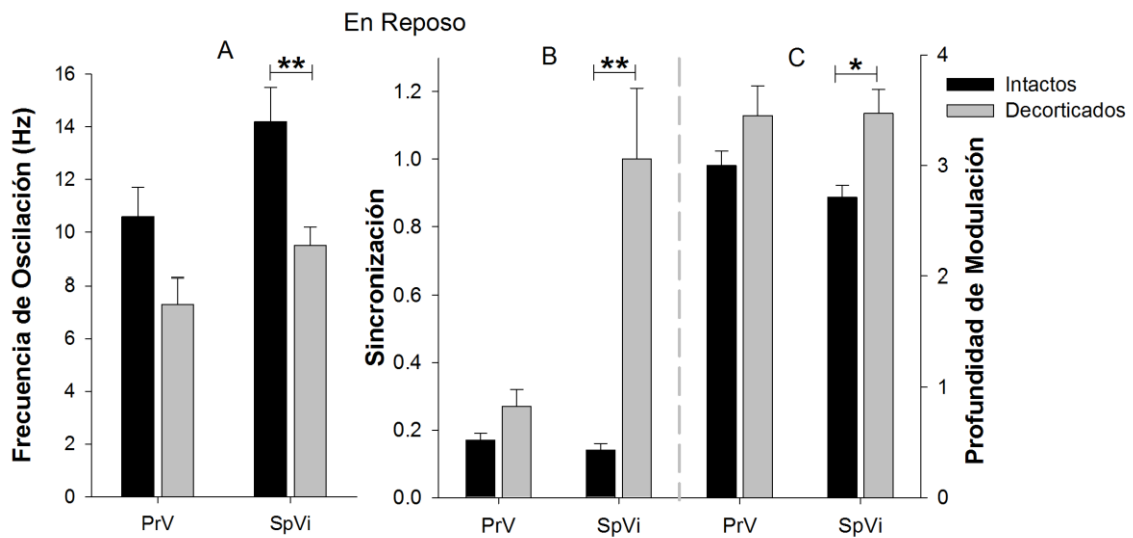 En Reposo
A
B
C
**
**
*
Intactos
Decorticados
Frecuencia de Oscilación (Hz)
16
14
12
10
8
6
4
2
0
PrV
SpVi
Sincronización
1.2
1.0
0.8
0.6
0.4
0.2
0.0
PrV
SpVi
PrV
SpVi
4
3
2
1
0
Profundidad de Modulación